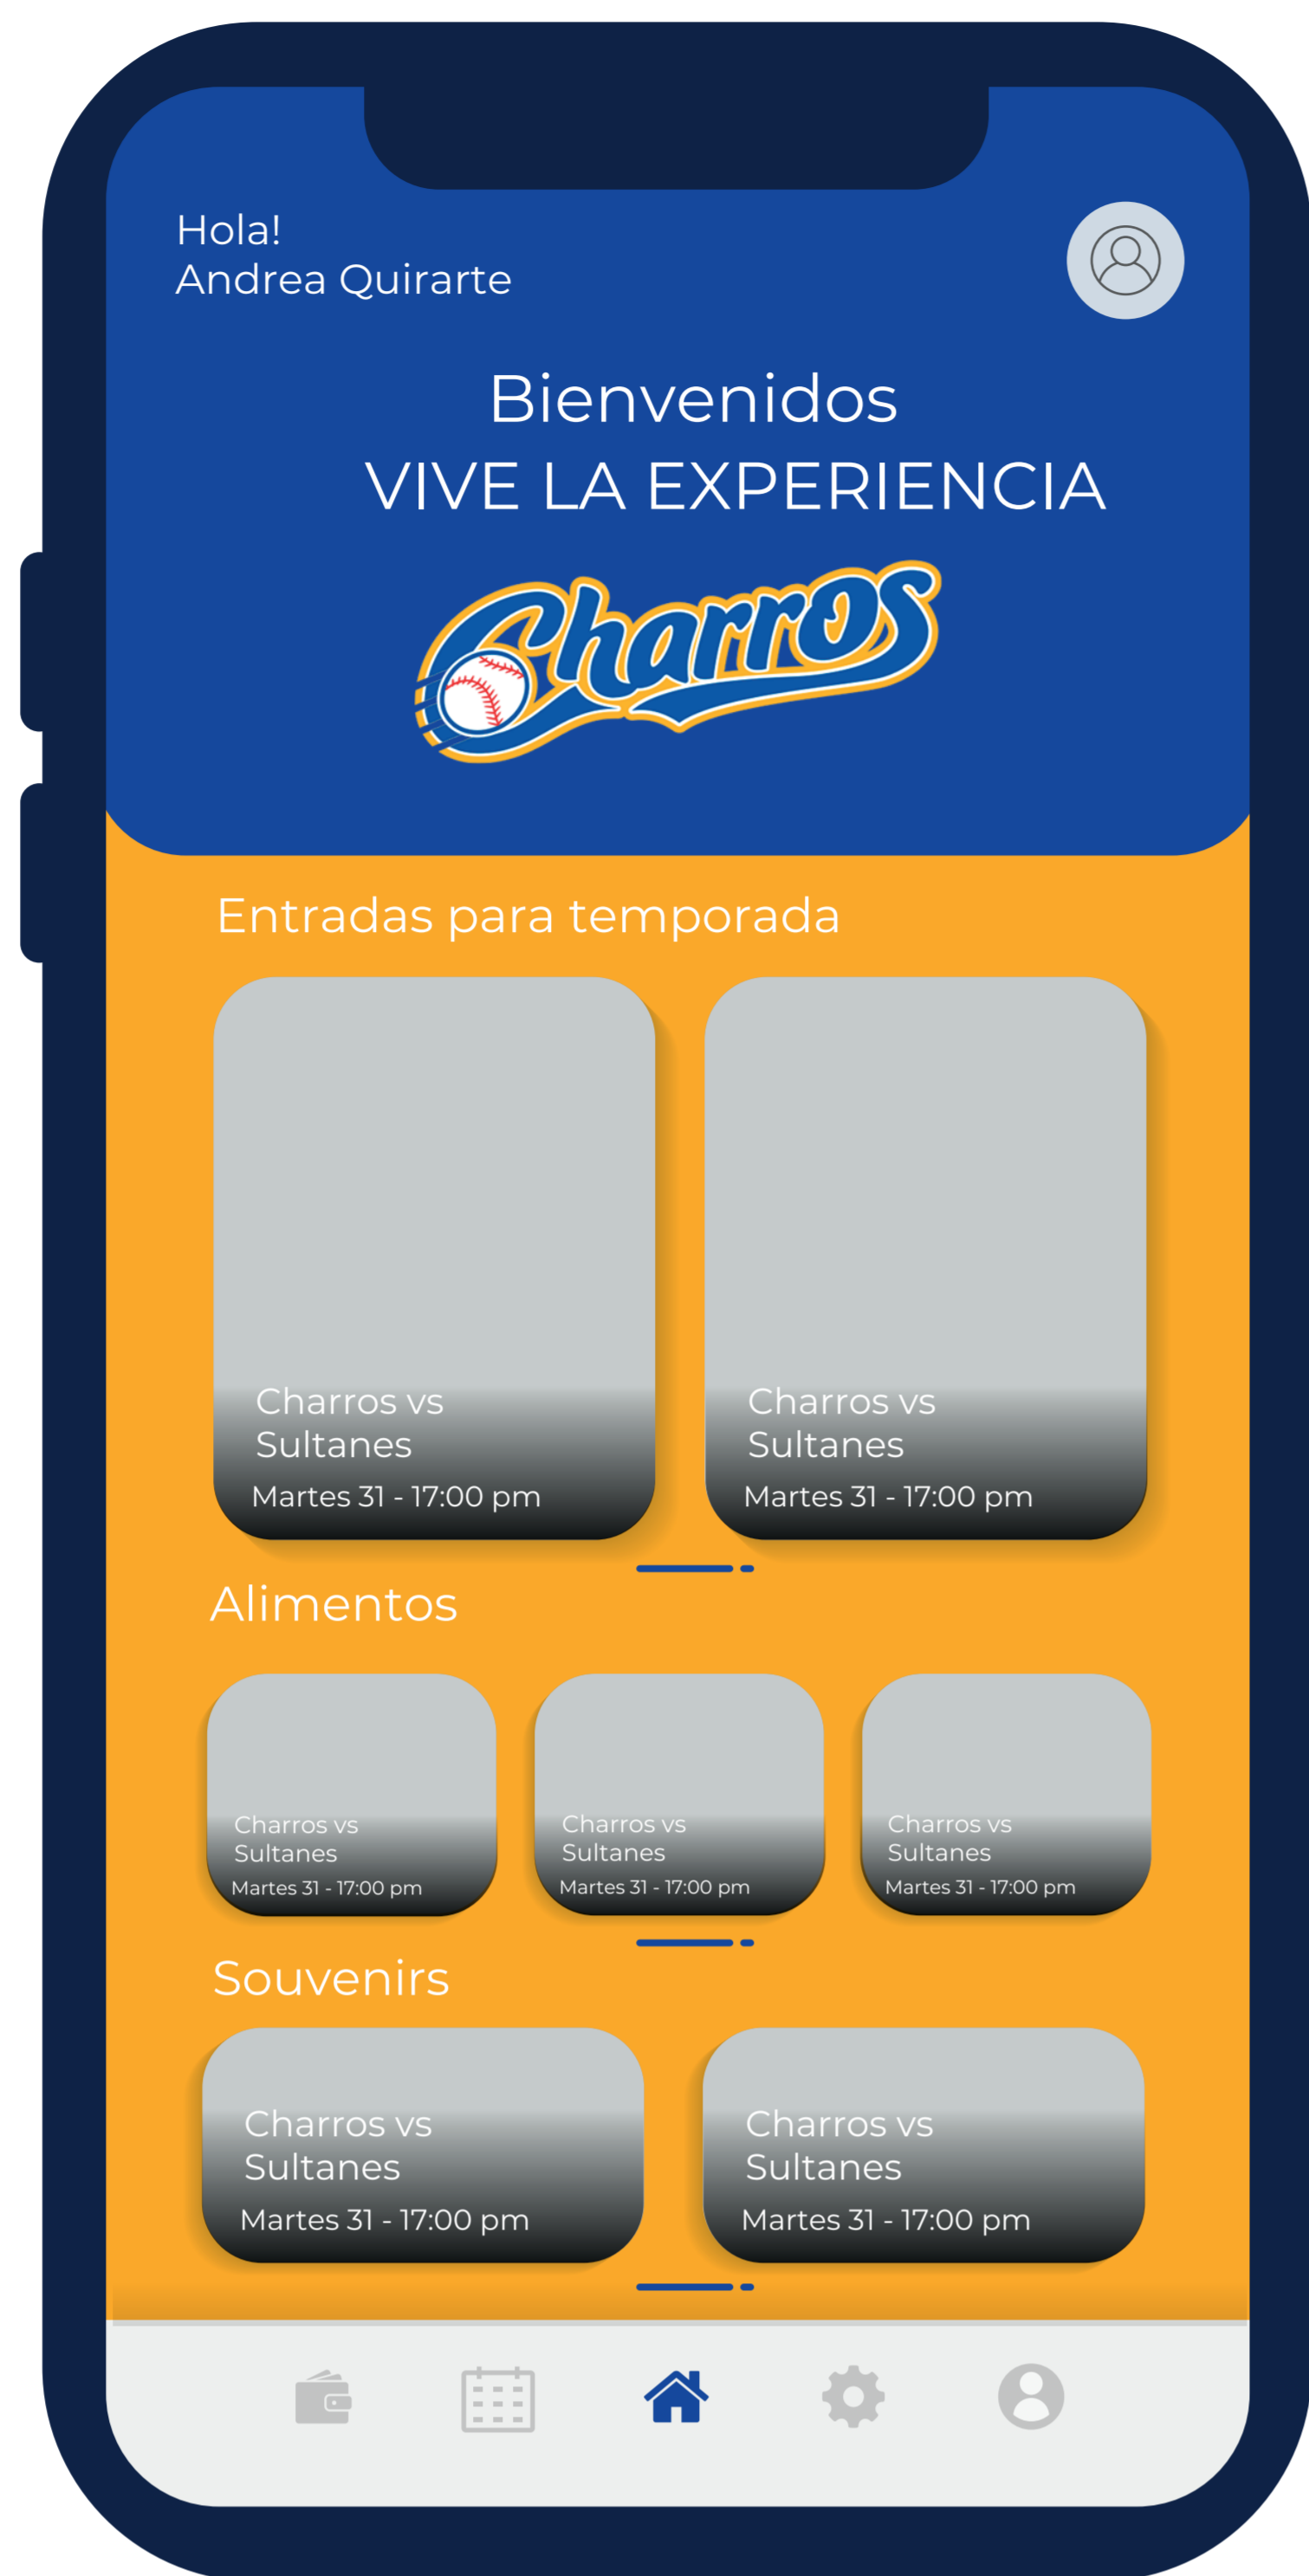 Hola!
Andrea Quirarte
Bienvenidos
VIVE LA EXPERIENCIA
Charros
Entradas para temporada
Charros vs
Sultanes
Martes 31 - 17:00 pm
Charros vs
Sultanes
Martes 31 - 17:00 pm
Alimentos
Charros vs
Sultanes
Martes 31 - 17:00 pm
Charros vs
Sultanes
Martes 31 - 17:00 pm
Charros vs
Sultanes
Martes 31 - 17:00 pm
Souvenirs
Charros vs
Sultanes
Martes 31 - 17:00 pm
Charros vs
Sultanes
Martes 31 - 17:00 pm